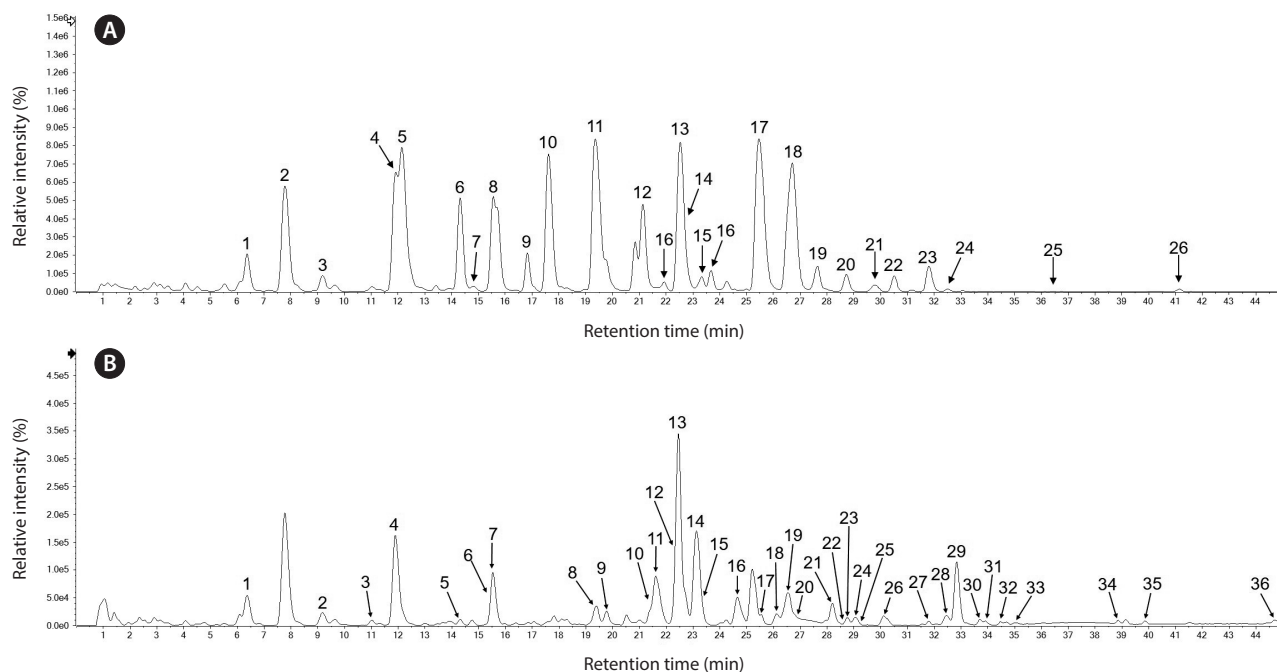 A
Relative intensity (%)
1.5e6
1.4e6
1.3e6
1.2e6
1.1e6
1.0e6
9.0e5
8.0e5
7.0e5
6.0e5
5.0e5
4.0e5
3.0e5
2.0e5
1.0e5
0.0e0
1 2 3 4 5 6 7 8 9 10 11 12 16 13 14 15 16 17 18 19 20 21 22 23 24 25 26
1 2 3 4 5 6 7 8 9 10 11 12 13 14 15 16 17 18 19 20 21 22 23 24 25 26 27 28 29 30 31 32 33 34 35 36 37 38 39 40 41 42 43 44
Retention time (min)
B
Relative intensity (%)
4.5e5
4.0e5
3.5e5
3.0e5
2.5e5
2.0e5
1.5e5
1.0e5
5.0e4
0.0e0
1 2 3 4 5 6 7 8 9 10 11 12 13 14 15 16 17 18 19 20 21 22 23 24 25 26 27 28 29 30 31 32 33 34 35 36
1 2 3 4 5 6 7 8 9 10 11 12 13 14 15 16 17 18 19 20 21 22 23 24 25 26 27 28 29 30 31 32 33 34 35 36 37 38 39 40 41 42 43 44
Retention time (min)